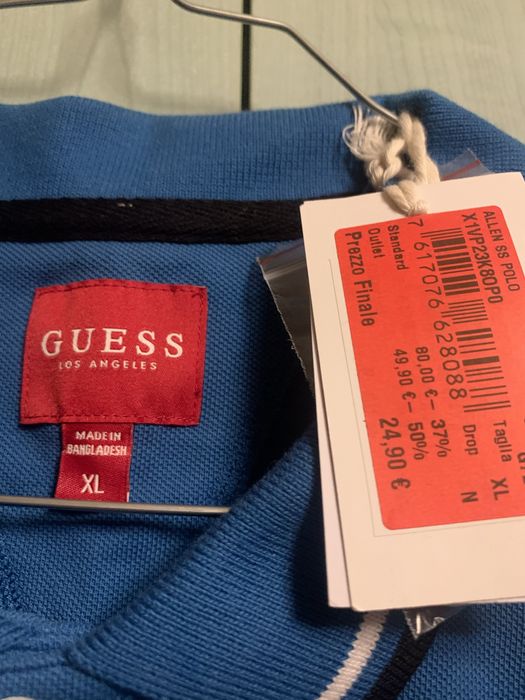 GUESS
LOS ANGELES
MADE IN
BANGLADESH
XL
ALLEN SS POLO
X1VP23K8OP0
7 617076 628088
Taglia XL
Drop N
Standard 80,00 € – 37%
Outlet 49,90 € – 50%
Prezzo Finale 24,90 €